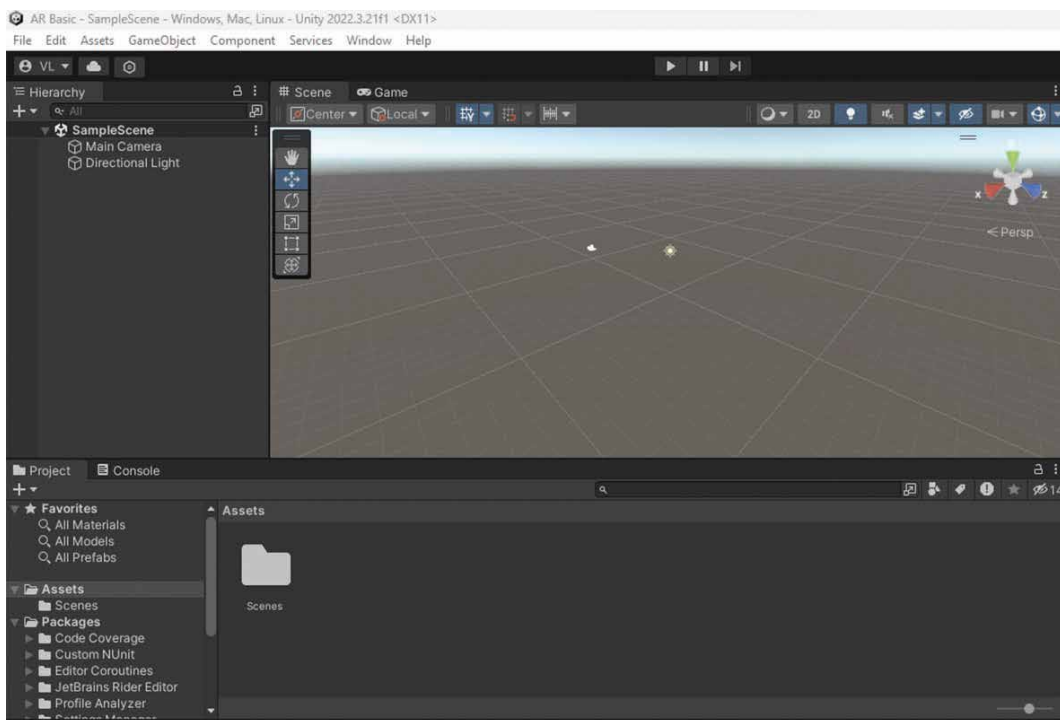 AR Basic - SampleScene - Windows, Mac, Linux - Unity 2022.3.21f1 <DX11>
File Edit Assets GameObject Component Services Window Help
VL
Hierarchy
All
SampleScene
Main Camera
Directional Light
Scene Game
Center Local 2D
x z
Persp
Project Console
14
Favorites
All Materials
All Models
All Prefabs
Assets
Scenes
Packages
Code Coverage
Custom NUnit
Editor Coroutines
JetBrains Rider Editor
Profile Analyzer
Settings Manager
Assets
Scenes